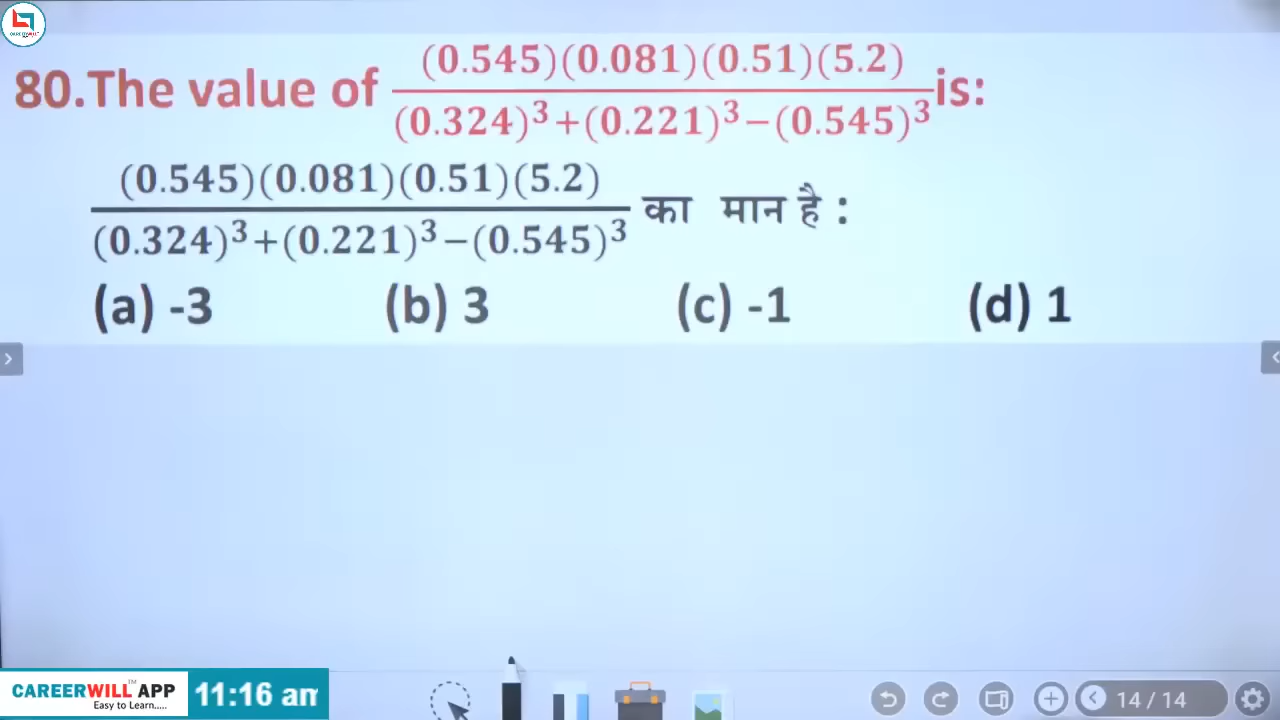 CAREERWILL
80.The value of (0.545)(0.081)(0.51)(5.2) / (0.324)³+(0.221)³−(0.545)³ is:
(0.545)(0.081)(0.51)(5.2) / (0.324)³+(0.221)³−(0.545)³ का मान है :
(a) -3 (b) 3 (c) -1 (d) 1
CAREERWILL APP
TM
Easy to Learn.....
11:16 am
14 / 14